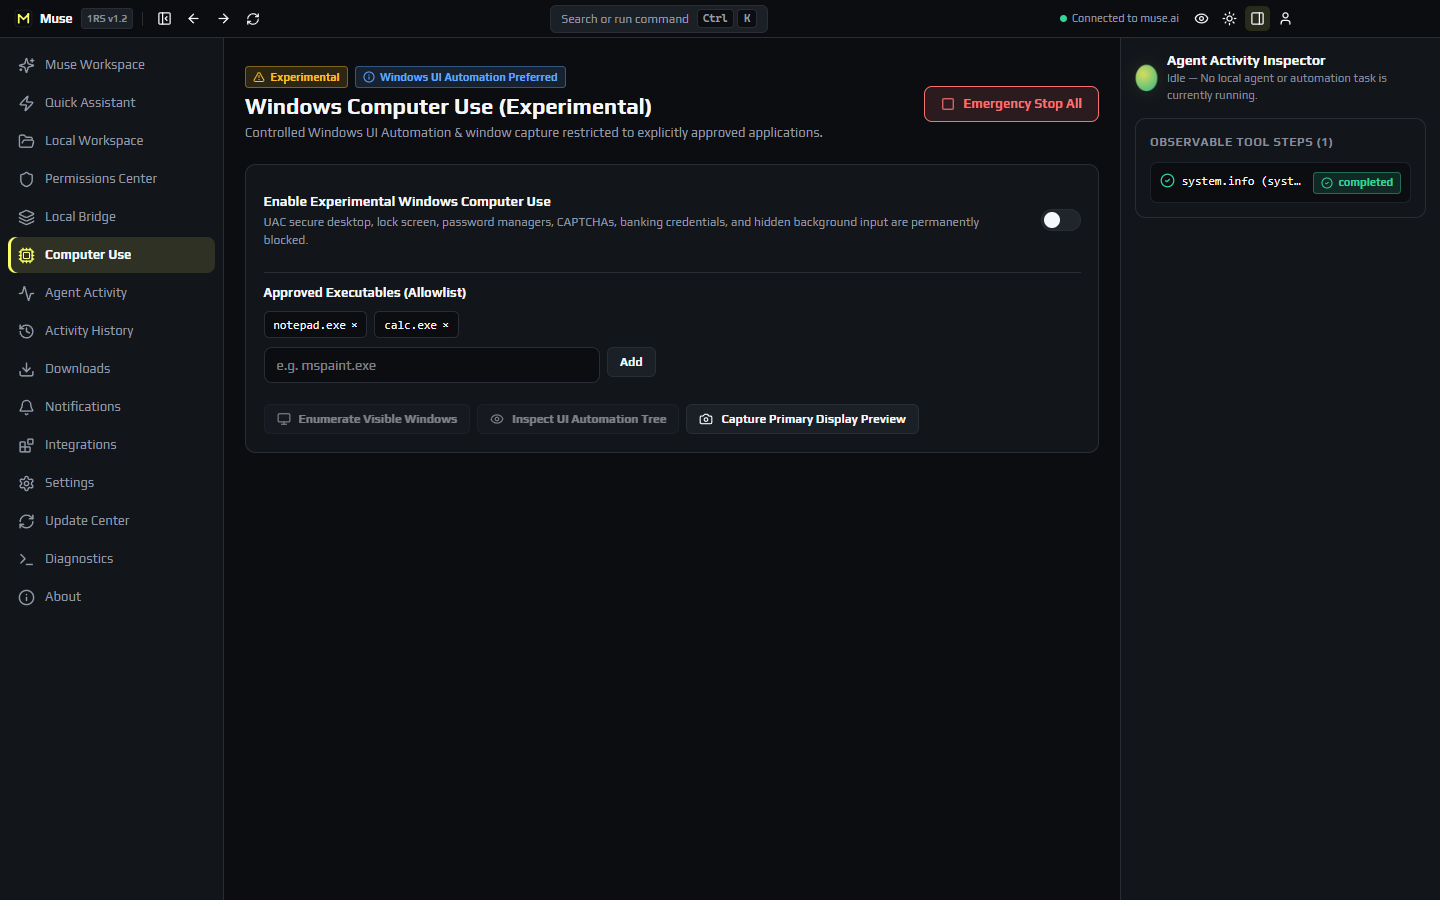 Muse 1RS v1.2
Search or run command Ctrl K
Connected to muse.ai
Muse Workspace
Quick Assistant
Local Workspace
Permissions Center
Local Bridge
Computer Use
Agent Activity
Activity History
Downloads
Notifications
Integrations
Settings
Update Center
Diagnostics
About
Experimental
Windows UI Automation Preferred
Windows Computer Use (Experimental)
Controlled Windows UI Automation & window capture restricted to explicitly approved applications.
Emergency Stop All
Enable Experimental Windows Computer Use
UAC secure desktop, lock screen, password managers, CAPTCHAs, banking credentials, and hidden background input are permanently
blocked.
Approved Executables (Allowlist)
notepad.exe ×
calc.exe ×
e.g. mspaint.exe
Add
Enumerate Visible Windows
Inspect UI Automation Tree
Capture Primary Display Preview
Agent Activity Inspector
Idle — No local agent or automation task is
currently running.
OBSERVABLE TOOL STEPS (1)
system.info (syst…
completed